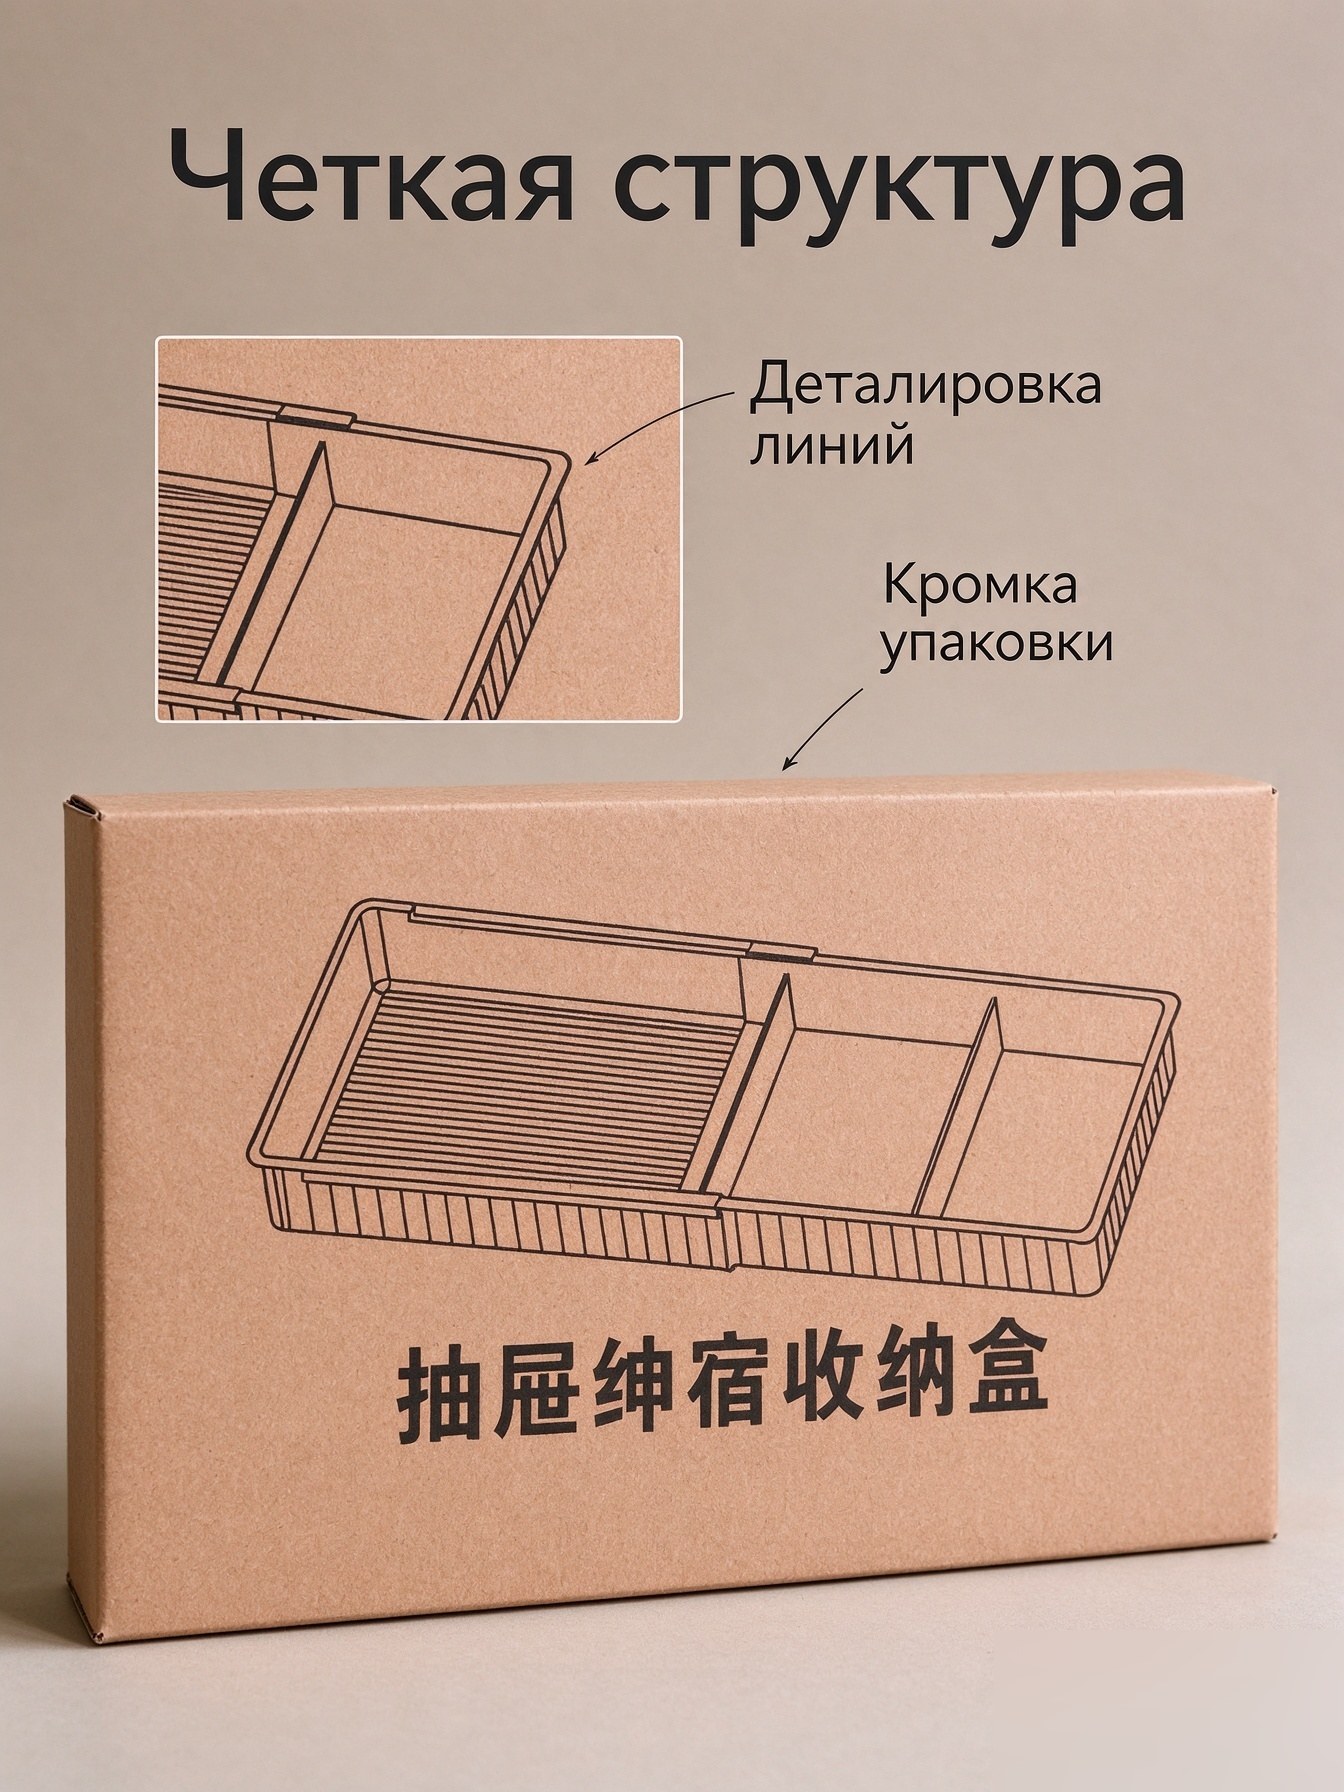 Четкая структура
Деталировка
линий
Кромка
упаковки
抽屉绅宿收纳盒